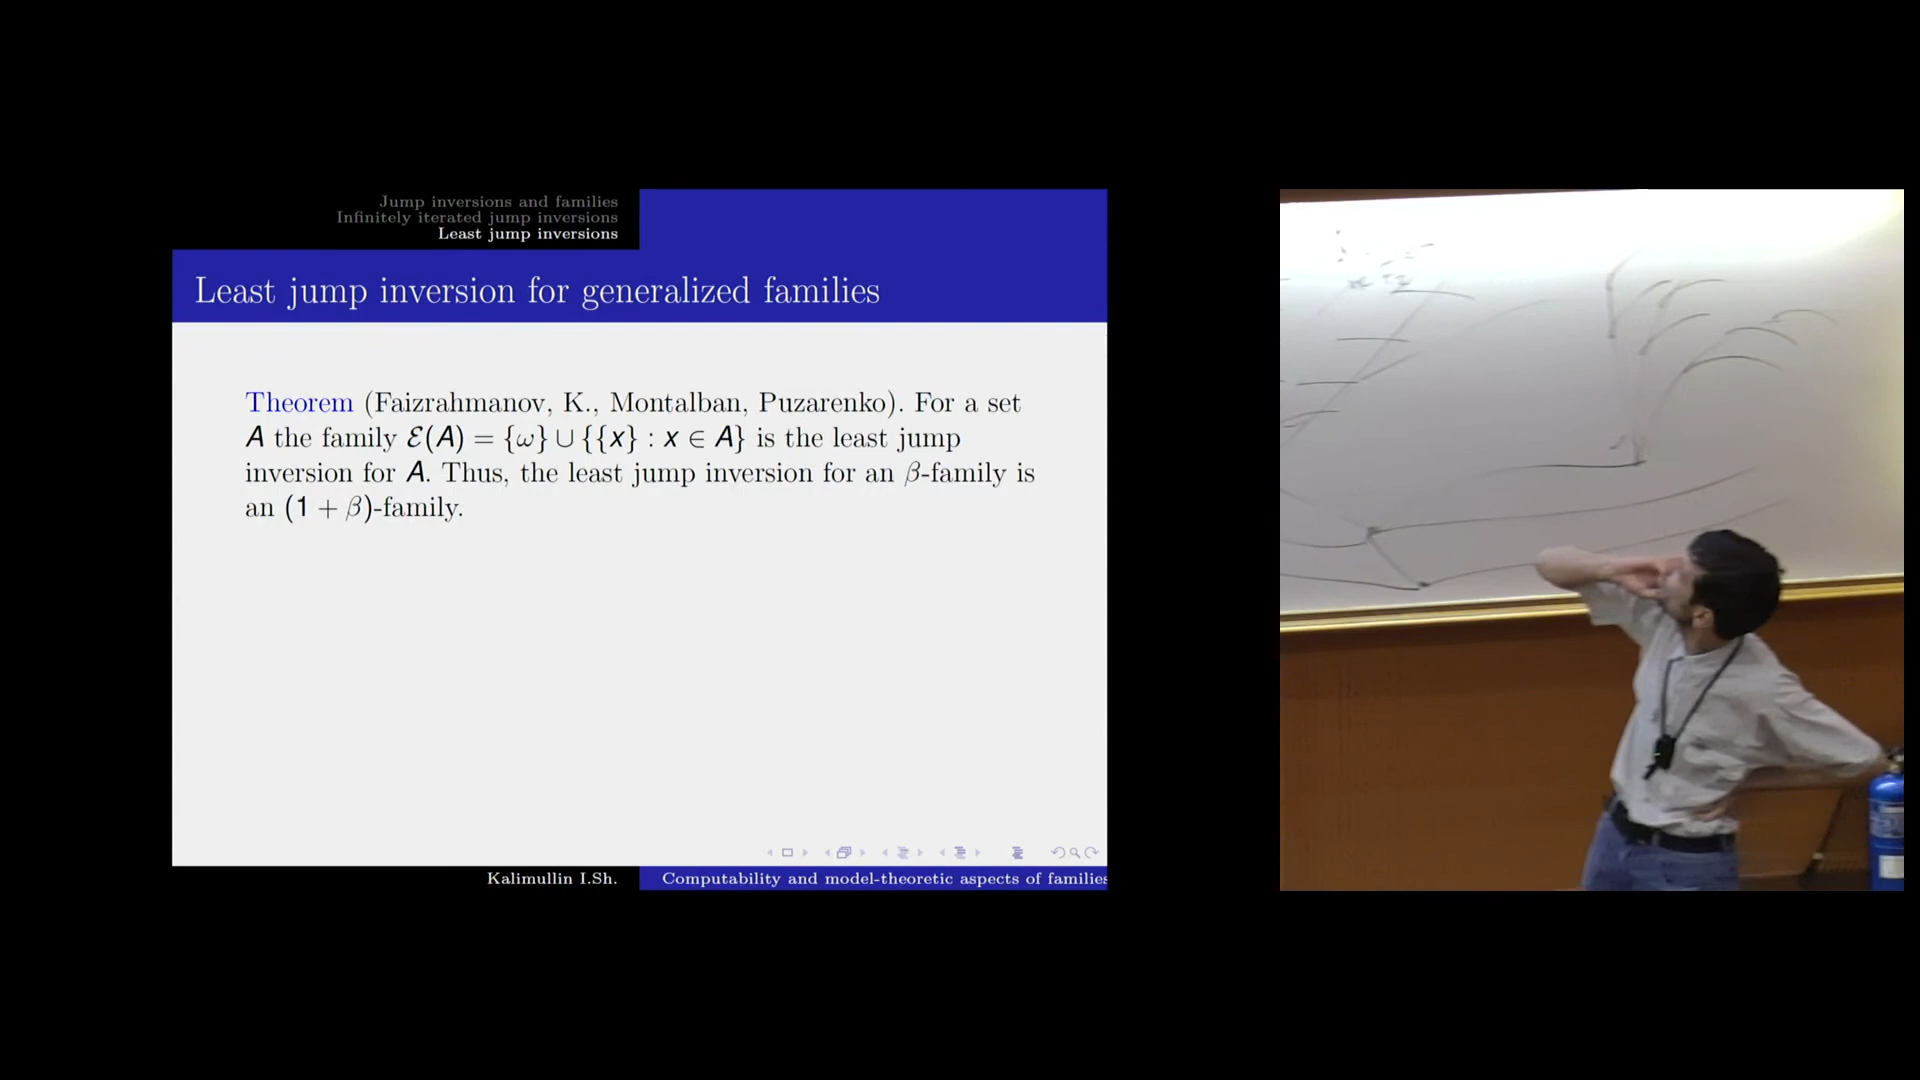 Jump inversions and families
Infinitely iterated jump inversions
Least jump inversions
Least jump inversion for generalized families
Theorem (Faizrahmanov, K., Montalban, Puzarenko). For a set
A the family ℰ(A) = {ω} ∪ {{x} : x ∈ A} is the least jump
inversion for A. Thus, the least jump inversion for an β-family is
an (1 + β)-family.
Kalimullin I.Sh.
Computability and model-theoretic aspects of families